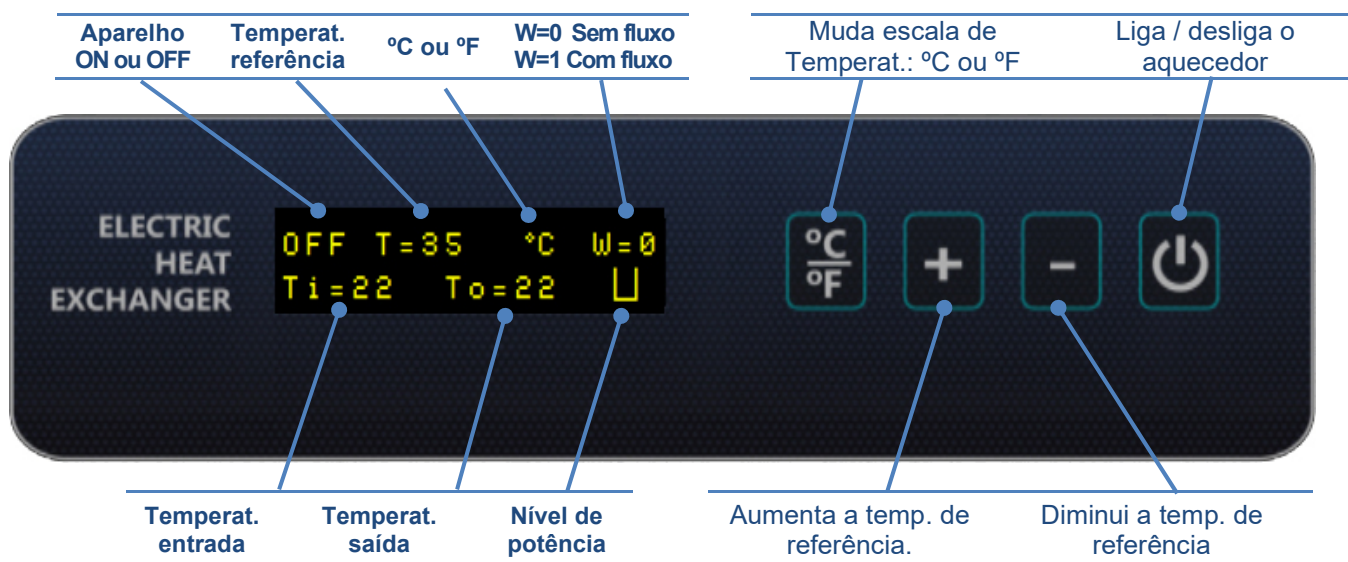 Aparelho
ON ou OFF
Temperat.
referência
ºC ou ºF
W=0 Sem fluxo
W=1 Com fluxo
Muda escala de
Temperat.: ºC ou ºF
Liga / desliga o
aquecedor
ELECTRIC
HEAT
EXCHANGER
OFF T=35 °C W=0
Ti=22 To=22
ºC
ºF
+
-
Temperat.
entrada
Temperat.
saída
Nível de
potência
Aumenta a temp. de
referência.
Diminui a temp. de
referência